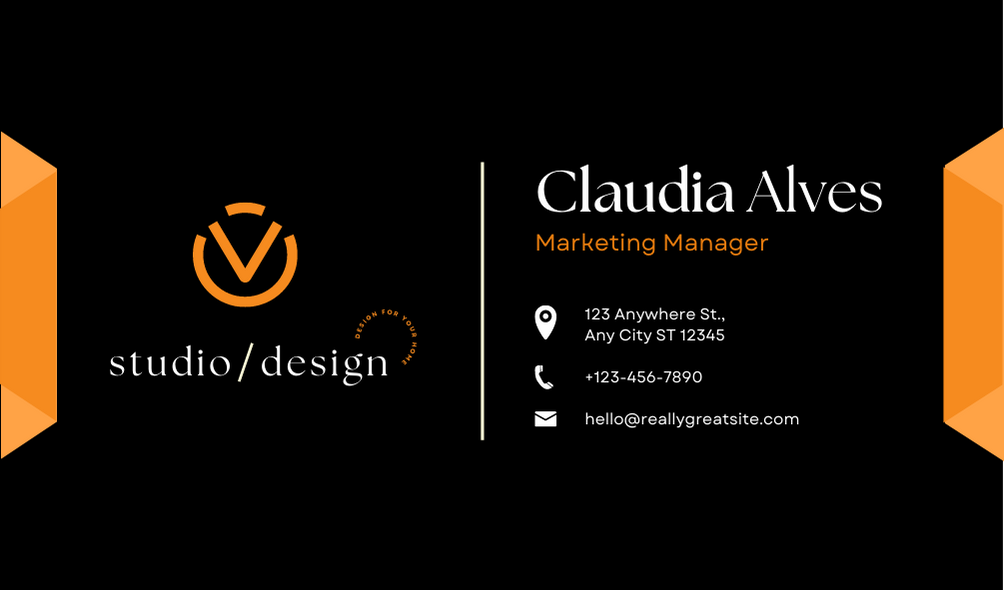 studio/design
DESIGN FOR YOUR HOME
Claudia Alves
Marketing Manager
123 Anywhere St.,
Any City ST 12345
+123-456-7890
hello@reallygreatsite.com